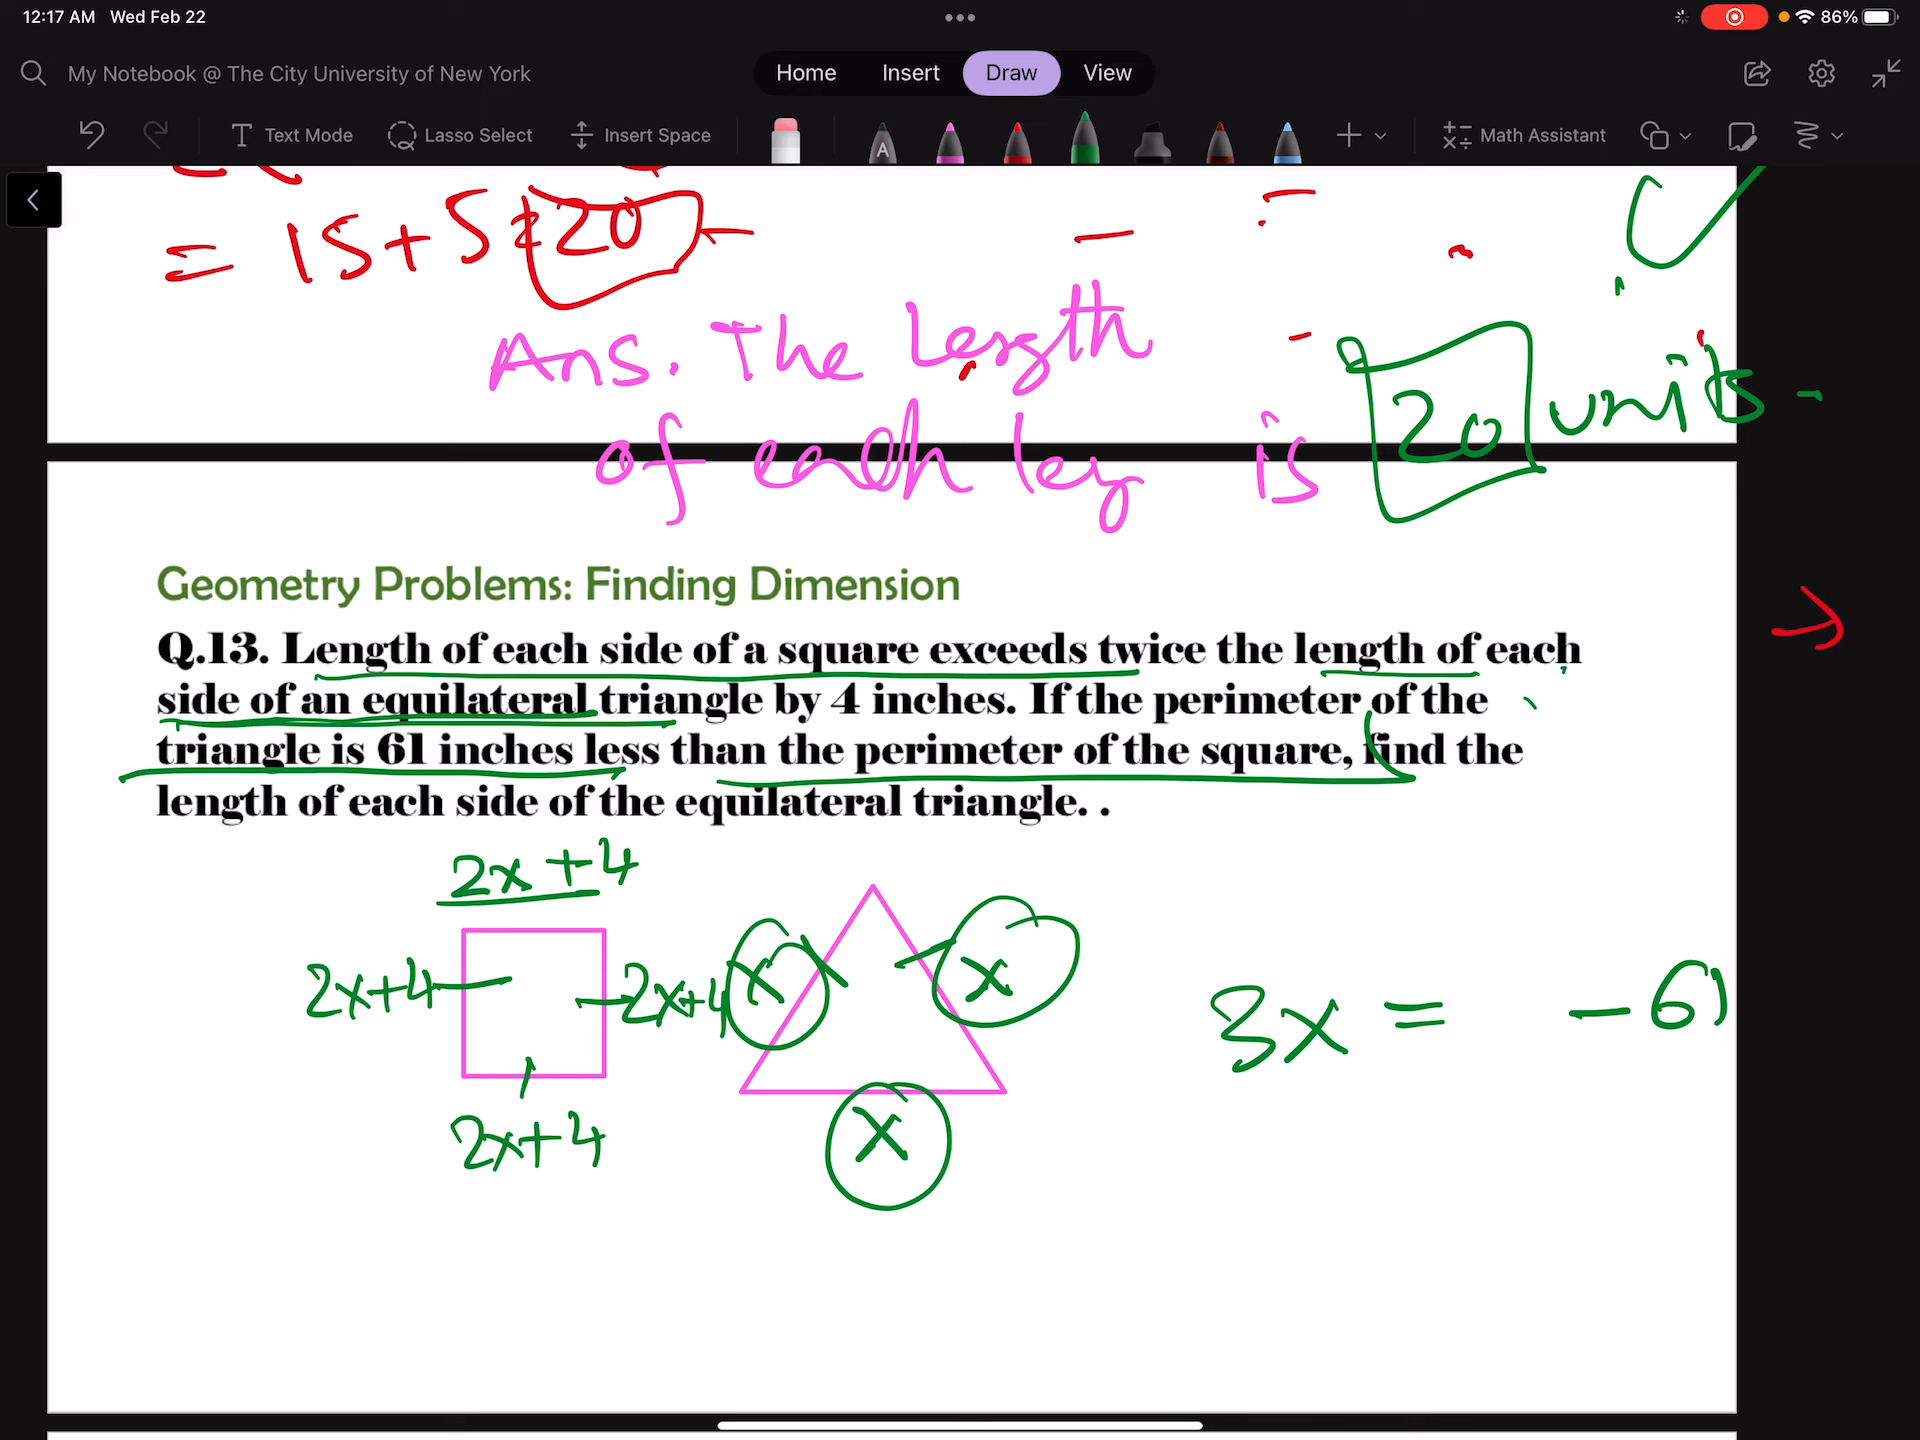 12:17 AM Wed Feb 22
86%
My Notebook @ The City University of New York
Home Insert Draw View
Text Mode Lasso Select Insert Space Math Assistant
= 15+5 = 20
Ans. The Length
of each leg is 20 units
Geometry Problems: Finding Dimension
Q.13. Length of each side of a square exceeds twice the length of each
side of an equilateral triangle by 4 inches. If the perimeter of the
triangle is 61 inches less than the perimeter of the square, find the
length of each side of the equilateral triangle. .
2x+4
2x+4 2x+4 x x
3x = -61
2x+4 x